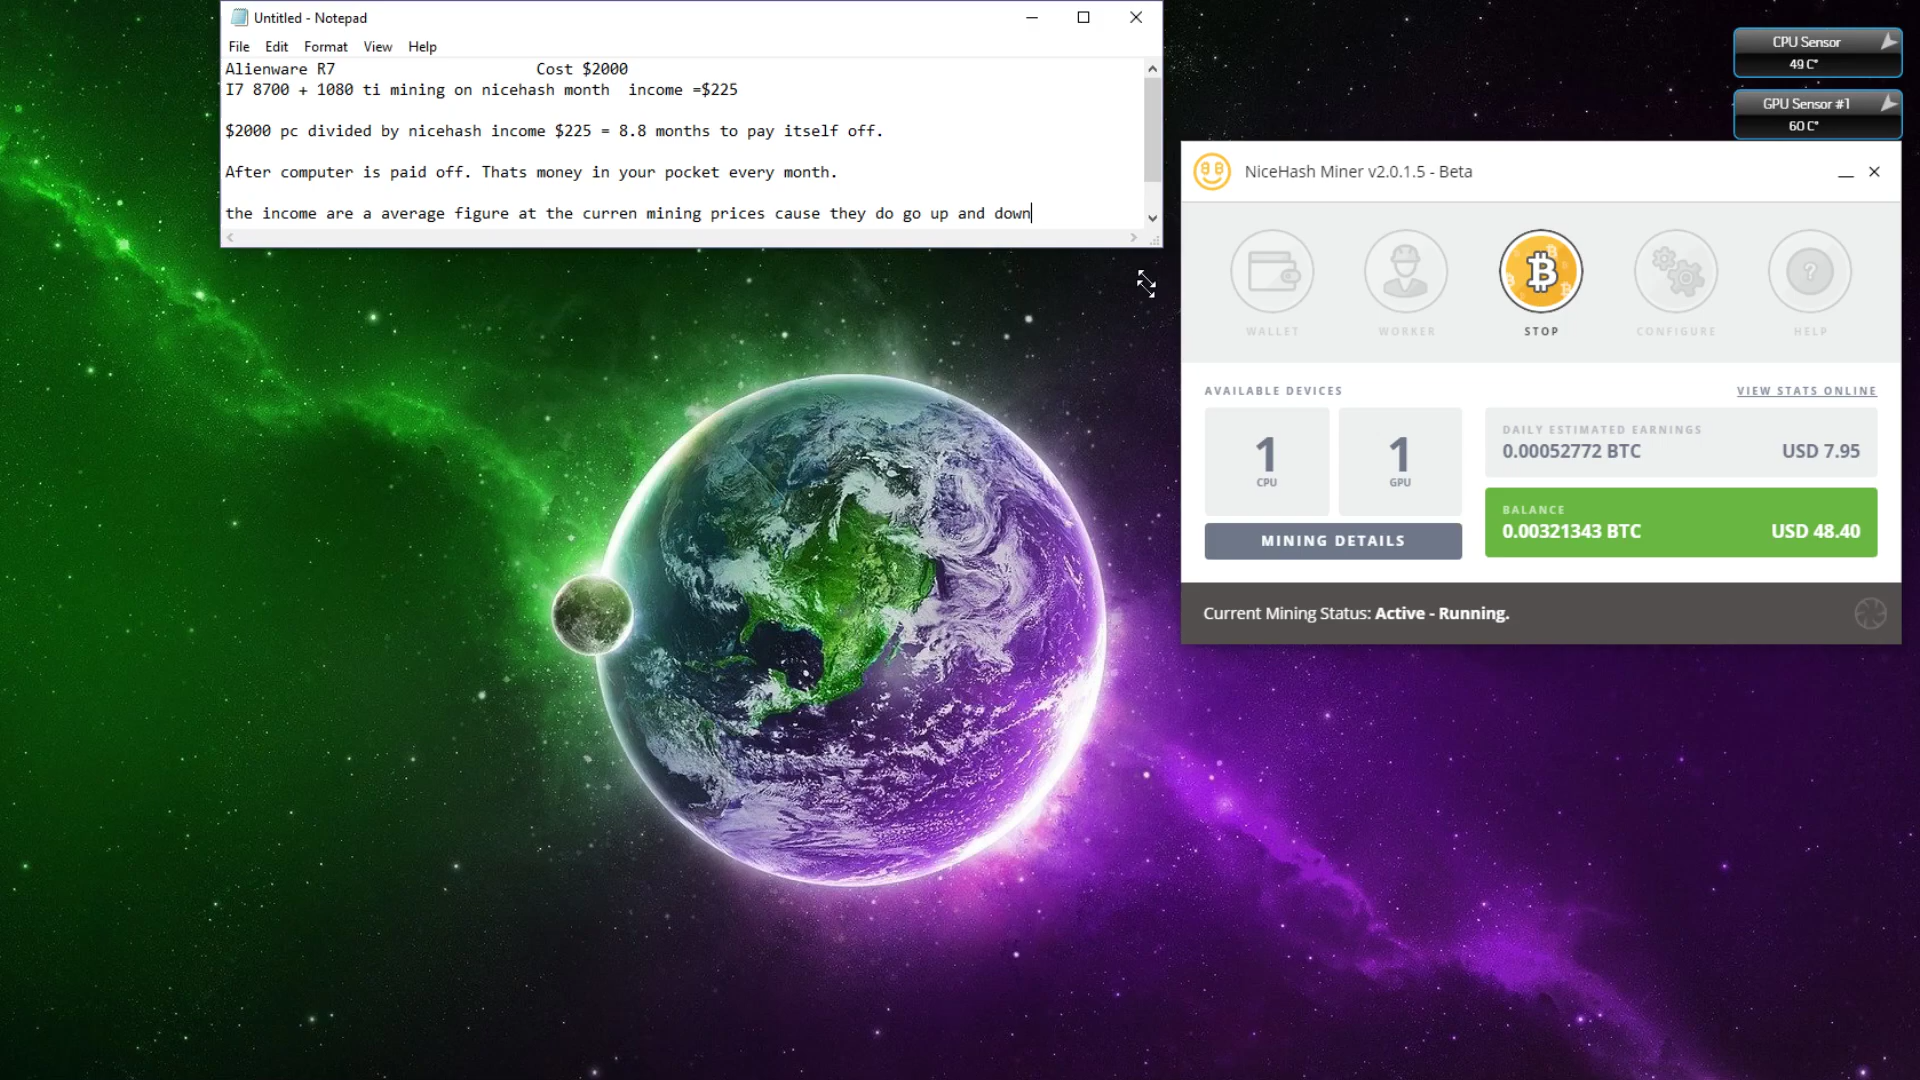 Untitled - Notepad
File Edit Format View Help
Alienware R7 Cost $2000
I7 8700 + 1080 ti mining on nicehash month income =$225
$2000 pc divided by nicehash income $225 = 8.8 months to pay itself off.
After computer is paid off. Thats money in your pocket every month.
the income are a average figure at the curren mining prices cause they do go up and down
CPU Sensor
49 C°
GPU Sensor #1
60 C°
NiceHash Miner v2.0.1.5 - Beta
WALLET WORKER STOP CONFIGURE HELP
AVAILABLE DEVICES
VIEW STATS ONLINE
1
CPU
1
GPU
MINING DETAILS
DAILY ESTIMATED EARNINGS
0.00052772 BTC USD 7.95
BALANCE
0.00321343 BTC USD 48.40
Current Mining Status: Active - Running.